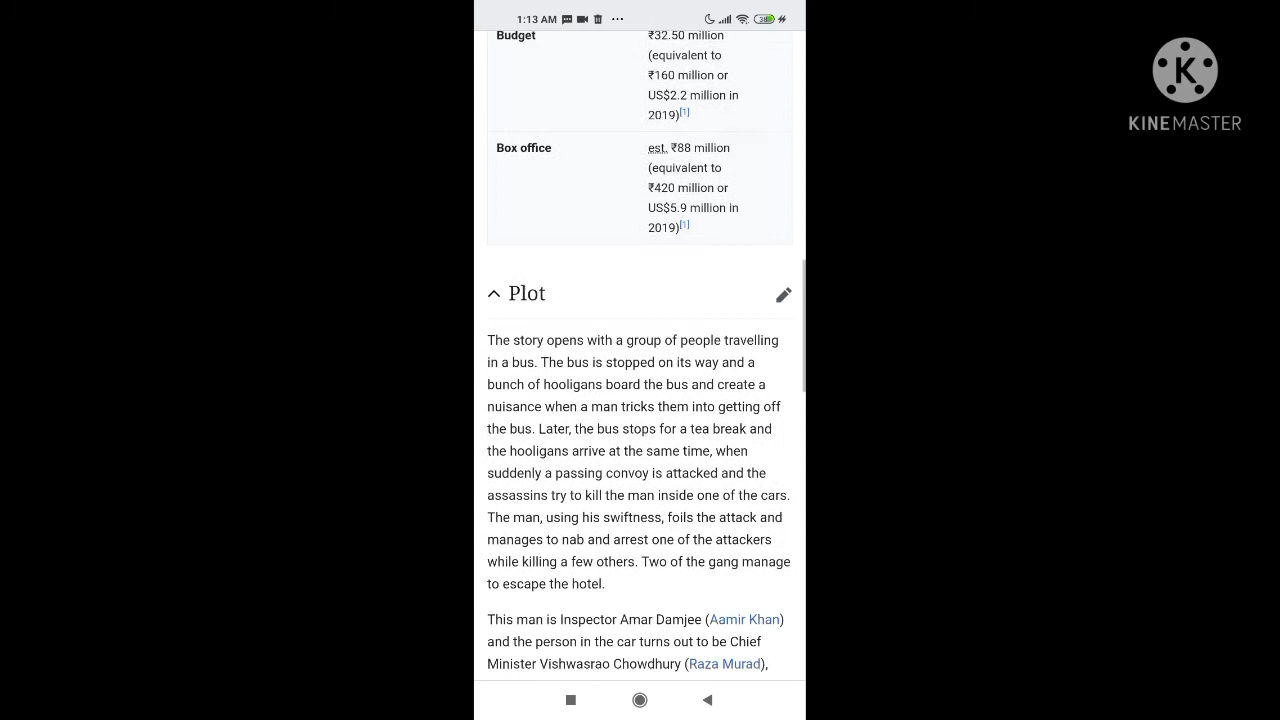 1:13 AM
38
KINEMASTER
K
Budget
₹32.50 million
(equivalent to
₹160 million or
US$2.2 million in
2019)[1]
Box office
est. ₹88 million
(equivalent to
₹420 million or
US$5.9 million in
2019)[1]
Plot
The story opens with a group of people travelling
in a bus. The bus is stopped on its way and a
bunch of hooligans board the bus and create a
nuisance when a man tricks them into getting off
the bus. Later, the bus stops for a tea break and
the hooligans arrive at the same time, when
suddenly a passing convoy is attacked and the
assassins try to kill the man inside one of the cars.
The man, using his swiftness, foils the attack and
manages to nab and arrest one of the attackers
while killing a few others. Two of the gang manage
to escape the hotel.
This man is Inspector Amar Damjee (Aamir Khan)
and the person in the car turns out to be Chief
Minister Vishwasrao Chowdhury (Raza Murad),